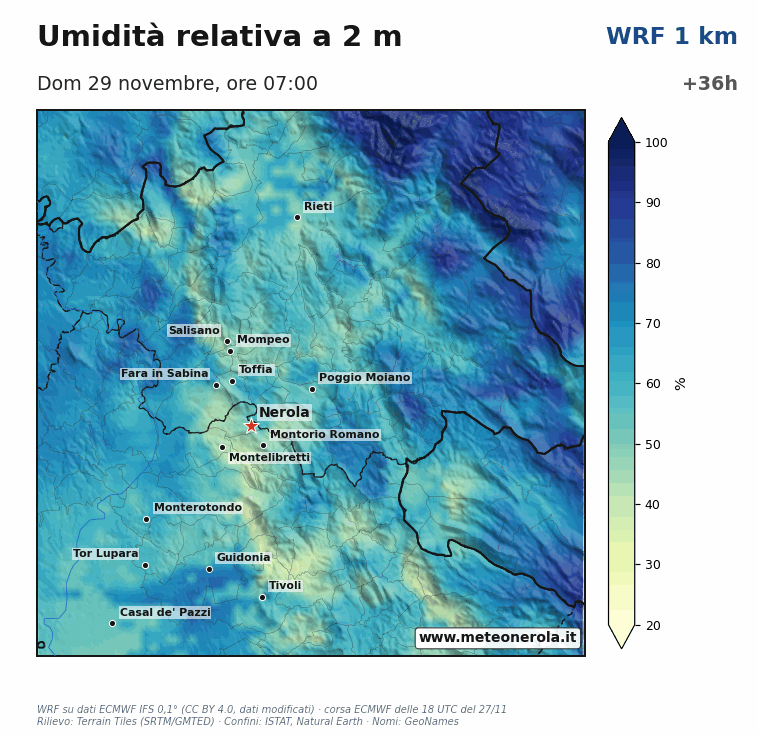 Umidità relativa a 2 m
WRF 1 km
Dom 29 novembre, ore 07:00
+36h
Rieti
Salisano
Mompeo
Toffia
Fara in Sabina
Poggio Moiano
Nerola
Montorio Romano
Montelibretti
Monterotondo
Tor Lupara
Guidonia
Tivoli
Casal de' Pazzi
www.meteonerola.it
100
90
80
70
60
50
40
30
20
%
WRF su dati ECMWF IFS 0,1° (CC BY 4.0, dati modificati) · corsa ECMWF delle 18 UTC del 27/11
Rilievo: Terrain Tiles (SRTM/GMTED) · Confini: ISTAT, Natural Earth · Nomi: GeoNames